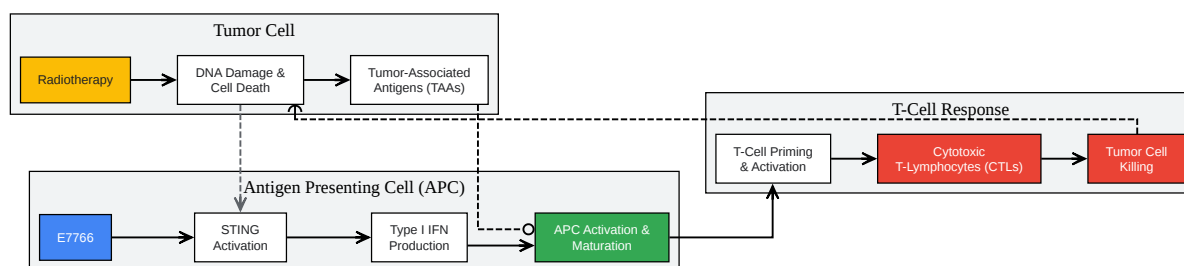 Tumor Cell
Radiotherapy
DNA Damage &
Cell Death
Tumor-Associated
Antigens (TAAs)
T-Cell Response
T-Cell Priming
& Activation
Cytotoxic
T-Lymphocytes (CTLs)
Tumor Cell
Killing
Antigen Presenting Cell (APC)
E7766
STING
Activation
Type I IFN
Production
APC Activation &
Maturation